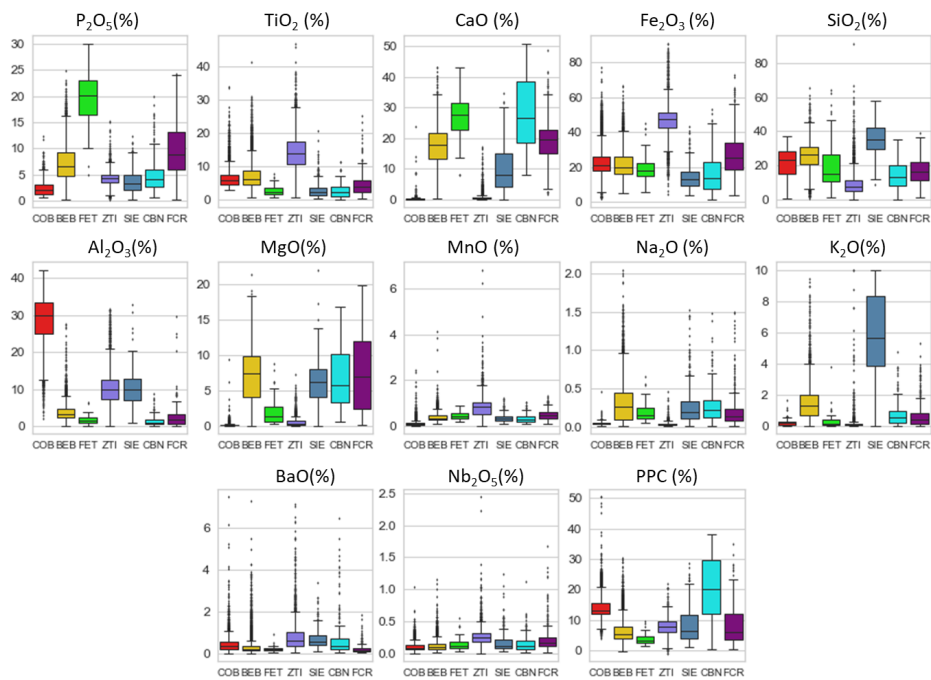 P₂O₅(%) TiO₂ (%) CaO (%) Fe₂O₃(%) SiO₂ (%)
30 25 20 15 10 5 0
40 30 20 10 0
50 40 30 20 10 0
80 60 40 20 0
80 60 40 20 0
COB BEB FET ZTI SIE CBN FCR
COB BEB FET ZTI SIE CBN FCR
COB BEB FET ZTI SIE CBN FCR
COB BEB FET ZTI SIE CBN FCR
COB BEB FET ZTI SIE CBN FCR
Al₂O₃(%) MgO(%) MnO (%) Na₂O (%) K₂O (%)
40 30 20 10 0
20 15 10 5 0
6 4 2 0
2.0 1.5 1.0 0.5 0.0
10 8 6 4 2 0
COB BEB FET ZTI SIE CBN FCR
COB BEB FET ZTI SIE CBN FCR
COB BEB FET ZTI SIE CBN FCR
COB BEB FET ZTI SIE CBN FCR
COB BEB FET ZTI SIE CBN FCR
BaO(%) Nb₂O₅(%) PPC (%)
6 4 2 0
2.5 2.0 1.5 1.0 0.5 0.0
50 40 30 20 10 0
COB BEB FET ZTI SIE CBN FCR
COB BEB FET ZTI SIE CBN FCR
COB BEB FET ZTI SIE CBN FCR